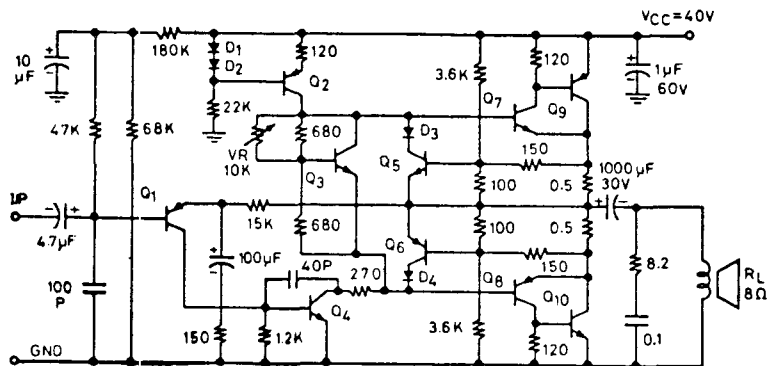 VCC=40V
180K
D1
D2
120
Q2
10
µF
3.6K
120
Q7
Q9
1µF
60V
22K
47K
68K
VR
10K
680
Q3
D3
Q5
150
100
0.5
1000µF
30V
I/P
Q1
4.7µF
15K
680
Q6
100
0.5
100
P
100µF
40P
270
D4
150
Q8
8.2
RL
8Ω
150
1.2K
Q4
3.6K
Q10
120
0.1
GND